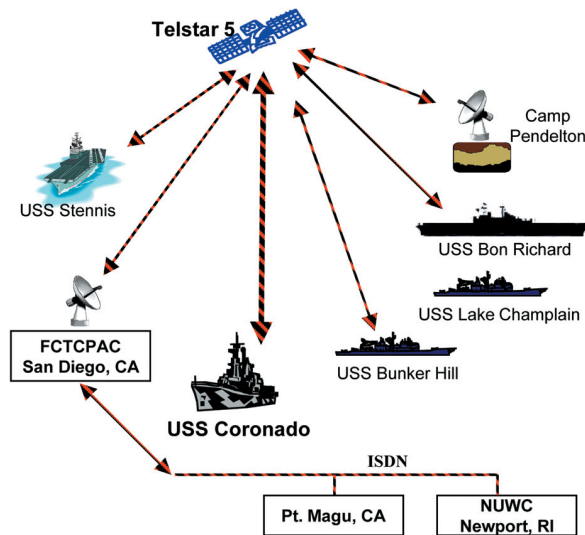 Telstar 5
Camp
Pendelton
USS Stennis
USS Bon Richard
USS Lake Champlain
FCTCPAC
San Diego, CA
USS Bunker Hill
USS Coronado
ISDN
Pt. Magu, CA
NUWC
Newport, RI